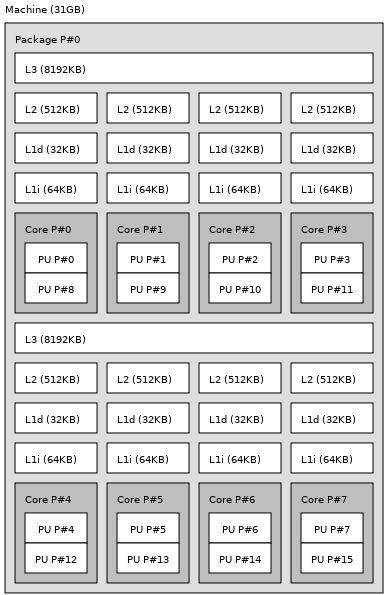 Machine (31GB)
Package P#0
L3 (8192KB)
L2 (512KB) L2 (512KB) L2 (512KB) L2 (512KB)
L1d (32KB) L1d (32KB) L1d (32KB) L1d (32KB)
L1i (64KB) L1i (64KB) L1i (64KB) L1i (64KB)
Core P#0 Core P#1 Core P#2 Core P#3
PU P#0 PU P#1 PU P#2 PU P#3
PU P#8 PU P#9 PU P#10 PU P#11
L3 (8192KB)
L2 (512KB) L2 (512KB) L2 (512KB) L2 (512KB)
L1d (32KB) L1d (32KB) L1d (32KB) L1d (32KB)
L1i (64KB) L1i (64KB) L1i (64KB) L1i (64KB)
Core P#4 Core P#5 Core P#6 Core P#7
PU P#4 PU P#5 PU P#6 PU P#7
PU P#12 PU P#13 PU P#14 PU P#15